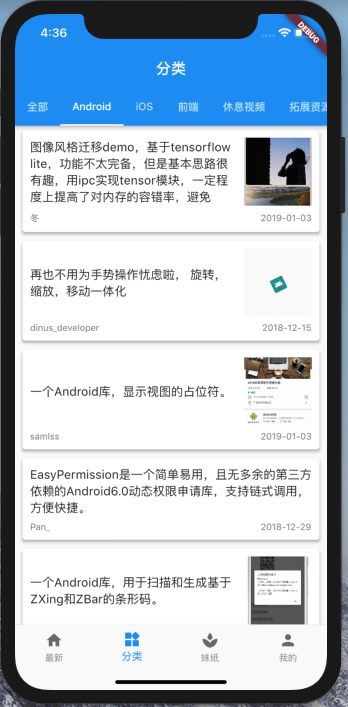 4:36
DEBUG
分类
全部 Android iOS 前端 休息视频 拓展资源
图像风格迁移demo，基于tensorflow
lite，功能不太完备，但是基本思路很
有趣，用ipc实现tensor模块，一定程
度上提高了对内存的容错率，避免
冬 2019-01-03
再也不用为手势操作忧虑啦， 旋转，
缩放，移动一体化
dinus_developer 2018-12-15
一个Android库，显示视图的占位符。
samlss 2019-01-03
EasyPermission是一个简单易用，且无多余的第三方
依赖的Android6.0动态权限申请库，支持链式调用，
方便快捷。
Pan_ 2018-12-29
一个Android库，用于扫描和生成基于
ZXing和ZBar的条形码。
最新 分类 妹纸 我的